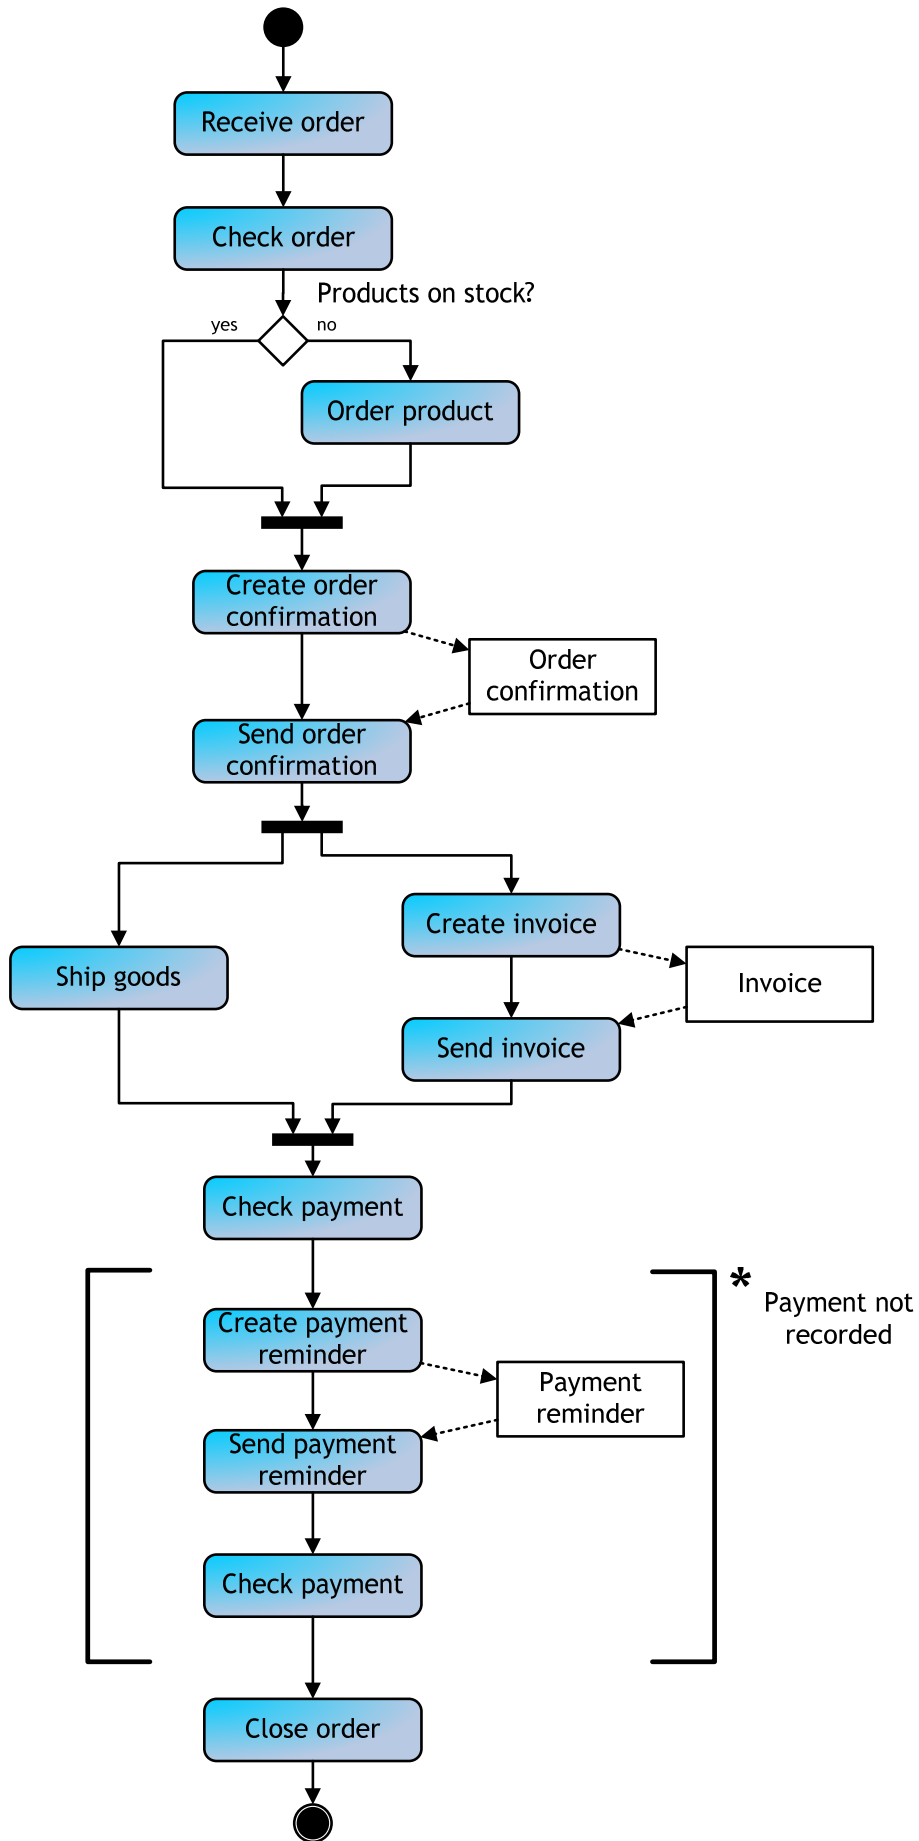 Receive order
Check order
Products on stock?
yes
no
Order product
Create order
confirmation
Order
confirmation
Send order
confirmation
Create invoice
Ship goods
Invoice
Send invoice
Check payment
*
Payment not
recorded
Create payment
reminder
Payment
reminder
Send payment
reminder
Check payment
Close order